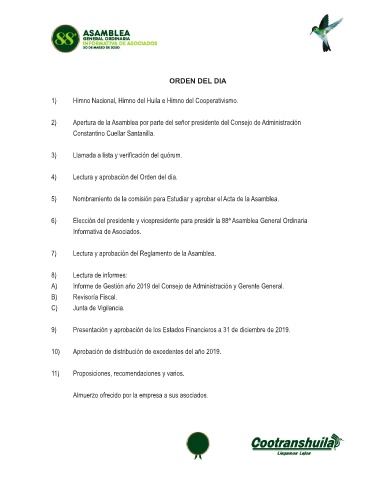 88ª ASAMBLEA
GENERAL ORDINARIA
INFORMATIVA DE ASOCIADOS
20 DE MARZO DE 2020
ORDEN DEL DIA
1) Himno Nacional, Himno del Huila e Himno del Cooperativismo.
2) Apertura de la Asamblea por parte del señor presidente del Consejo de Administración
Constantino Cuellar Santanilla.
3) Llamada a lista y verificación del quórum.
4) Lectura y aprobación del Orden del día.
5) Nombramiento de la comisión para Estudiar y aprobar el Acta de la Asamblea.
6) Elección del presidente y vicepresidente para presidir la 88ª Asamblea General Ordinaria
Informativa de Asociados.
7) Lectura y aprobación del Reglamento de la Asamblea.
8) Lectura de informes:
A) Informe de Gestión año 2019 del Consejo de Administración y Gerente General.
B) Revisoría Fiscal.
C) Junta de Vigilancia.
9) Presentación y aprobación de los Estados Financieros a 31 de diciembre de 2019.
10) Aprobación de distribución de excedentes del año 2019.
11) Proposiciones, recomendaciones y varios.
Almuerzo ofrecido por la empresa a sus asociados.
Cootranshuila
Llegamos Lejos